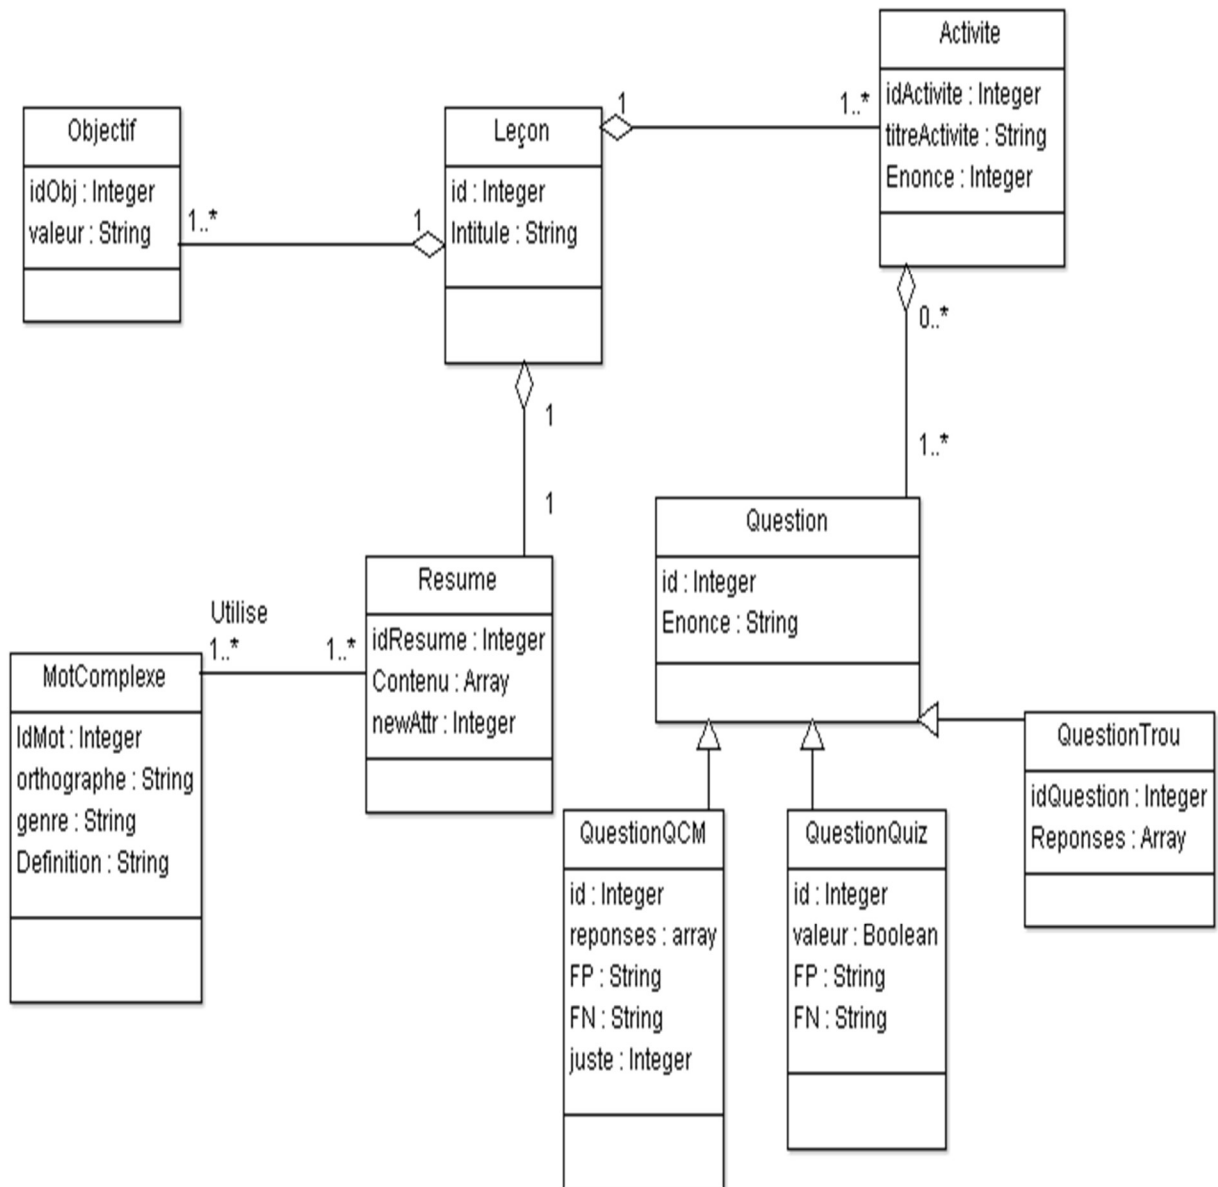 Activite
idActivite : Integer
titreActivite : String
Enonce : Integer
Objectif
idObj : Integer
valeur : String
1..*
1
Leçon
id : Integer
Intitule : String
1
1..*
0..*
1..*
1
1
Question
id : Integer
Enonce : String
Resume
idResume : Integer
Contenu : Array
newAttr : Integer
Utilise
1..*
1..*
MotComplexe
IdMot : Integer
orthographe : String
genre : String
Definition : String
QuestionTrou
idQuestion : Integer
Reponses : Array
QuestionQCM
id : Integer
reponses : array
FP : String
FN : String
juste : Integer
QuestionQuiz
id : Integer
valeur : Boolean
FP : String
FN : String